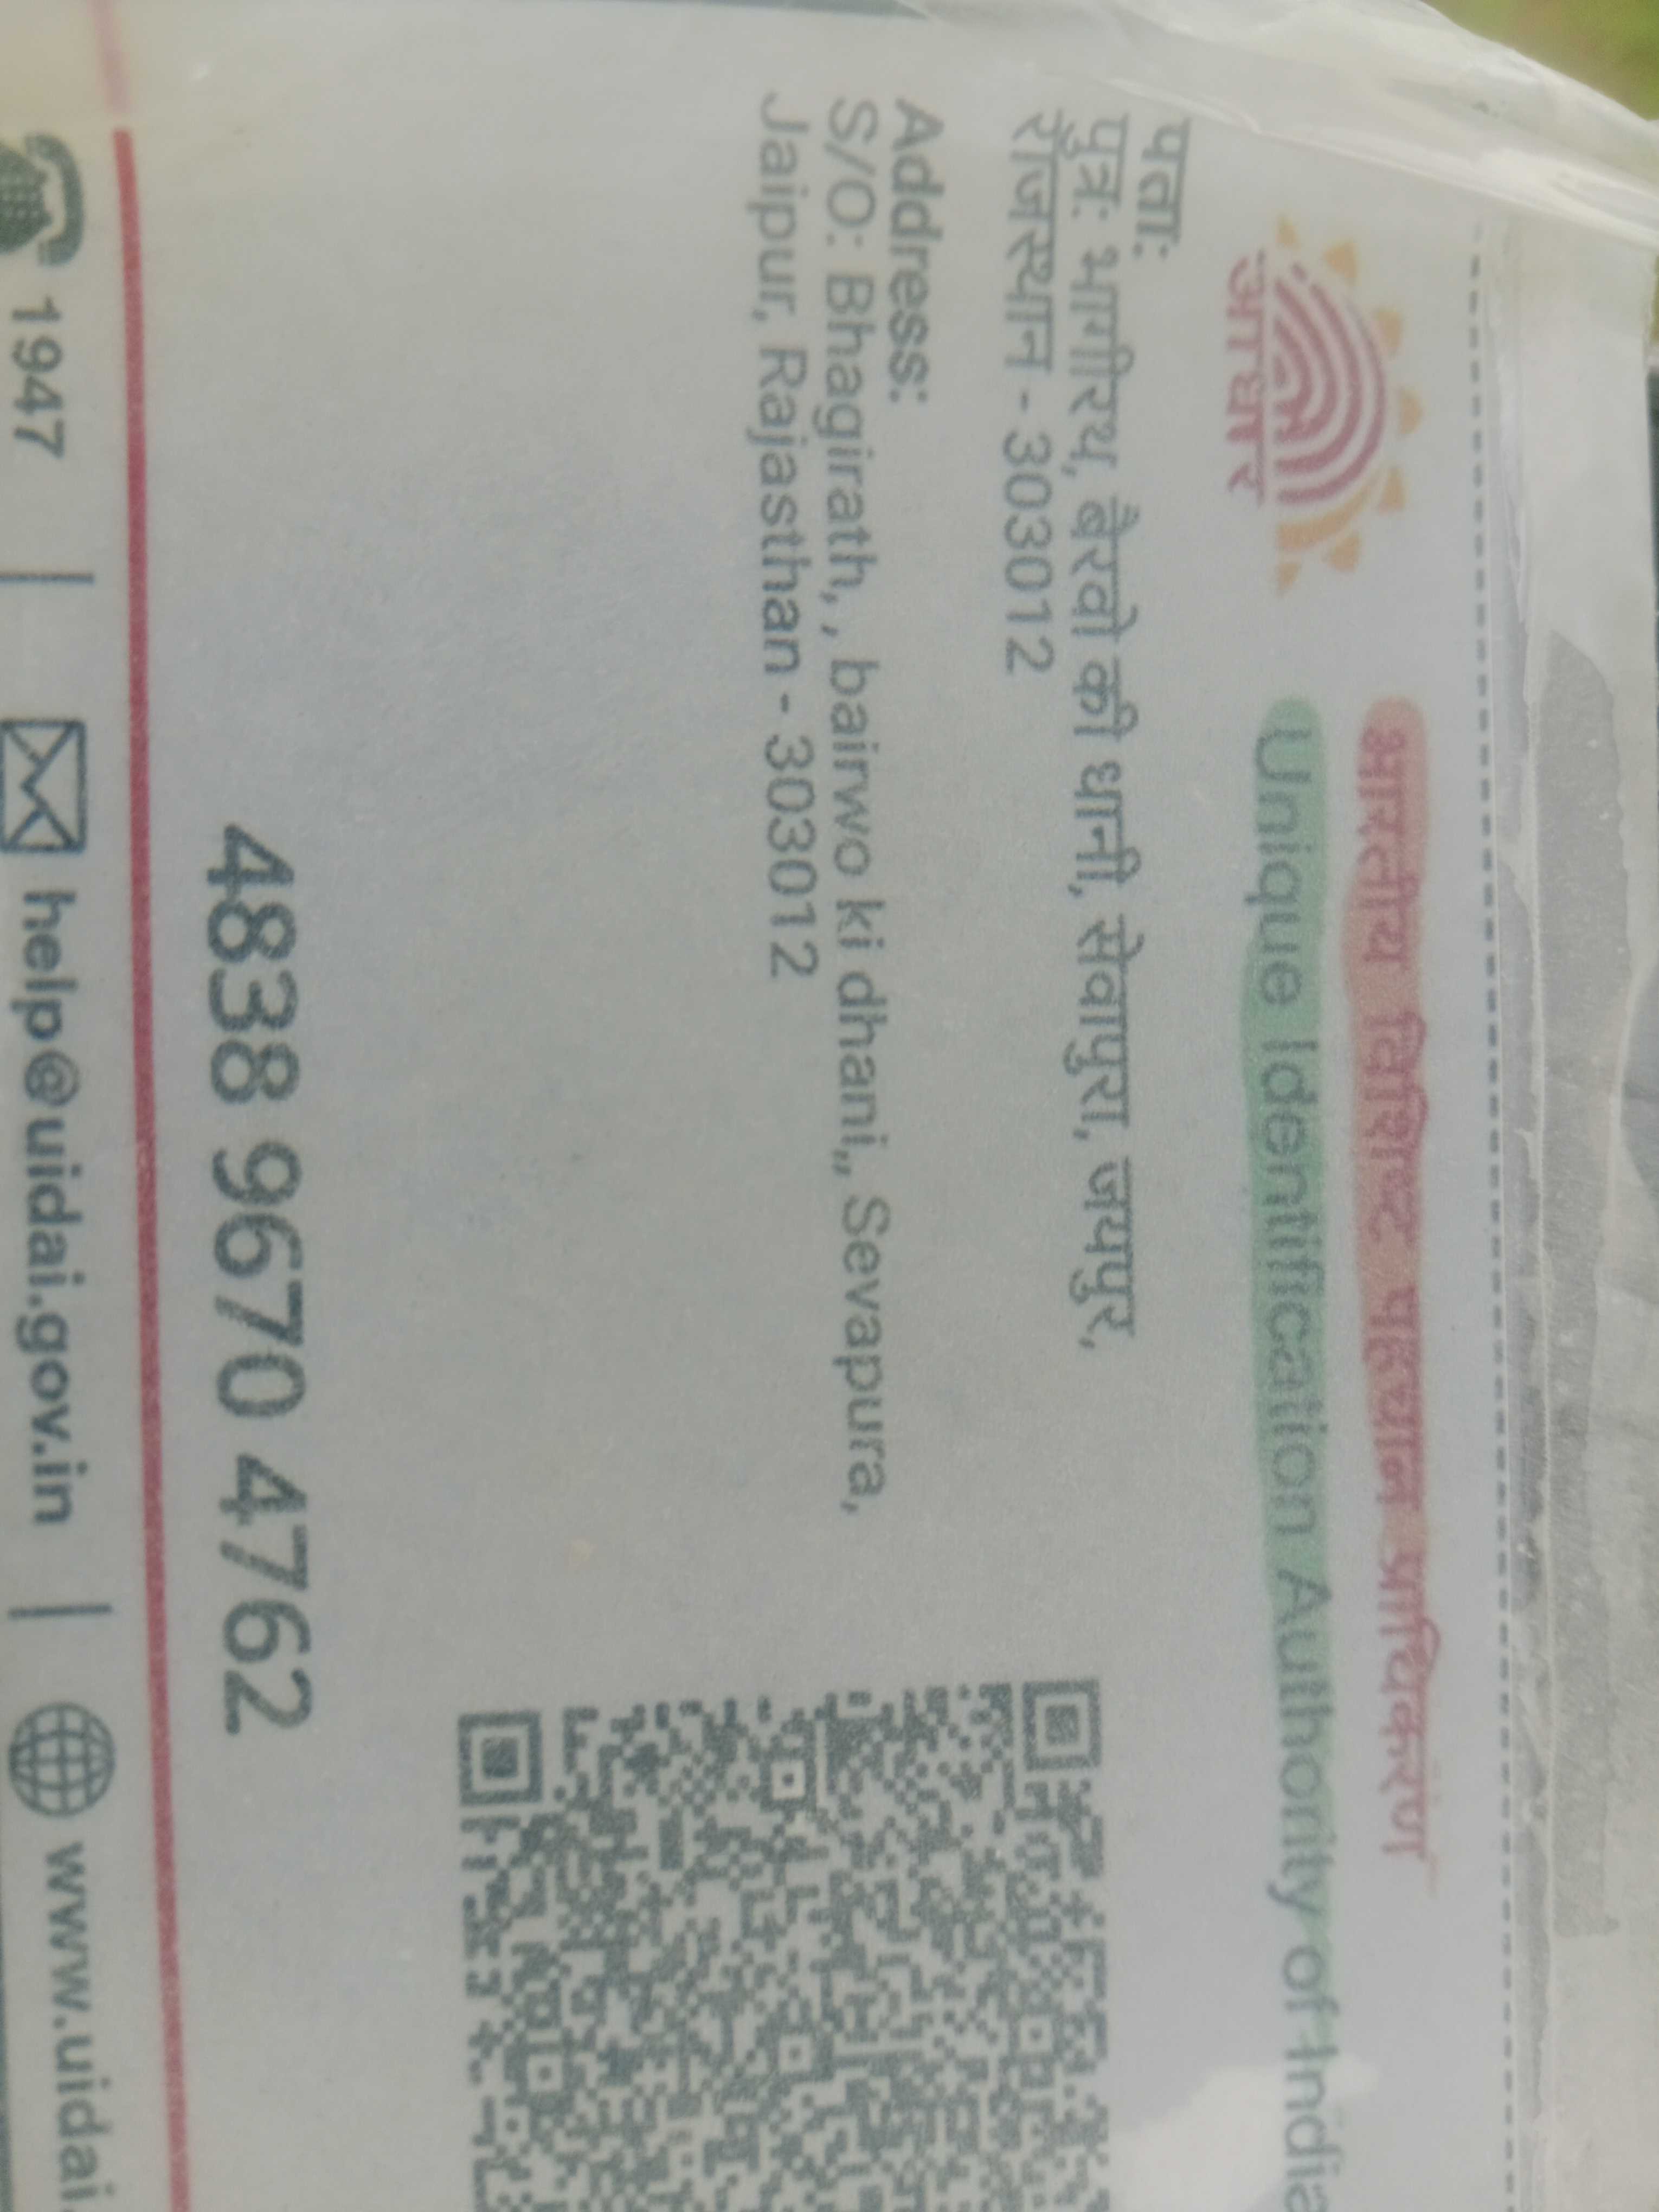 भारतीय विशिष्ट पहचान प्राधिकरण
Unique Identification Authority of India
आधार
पता:
पुत्र: भागीरथ, बैरवो की धानी, सेवापुरा, जयपुर,
राजस्थान - 303012
Address:
S/O: Bhagirath, , bairwo ki dhani,, Sevapura,
Jaipur, Rajasthan - 303012
4838 9670 4762
1947 | help@uidai.gov.in | www.uidai.